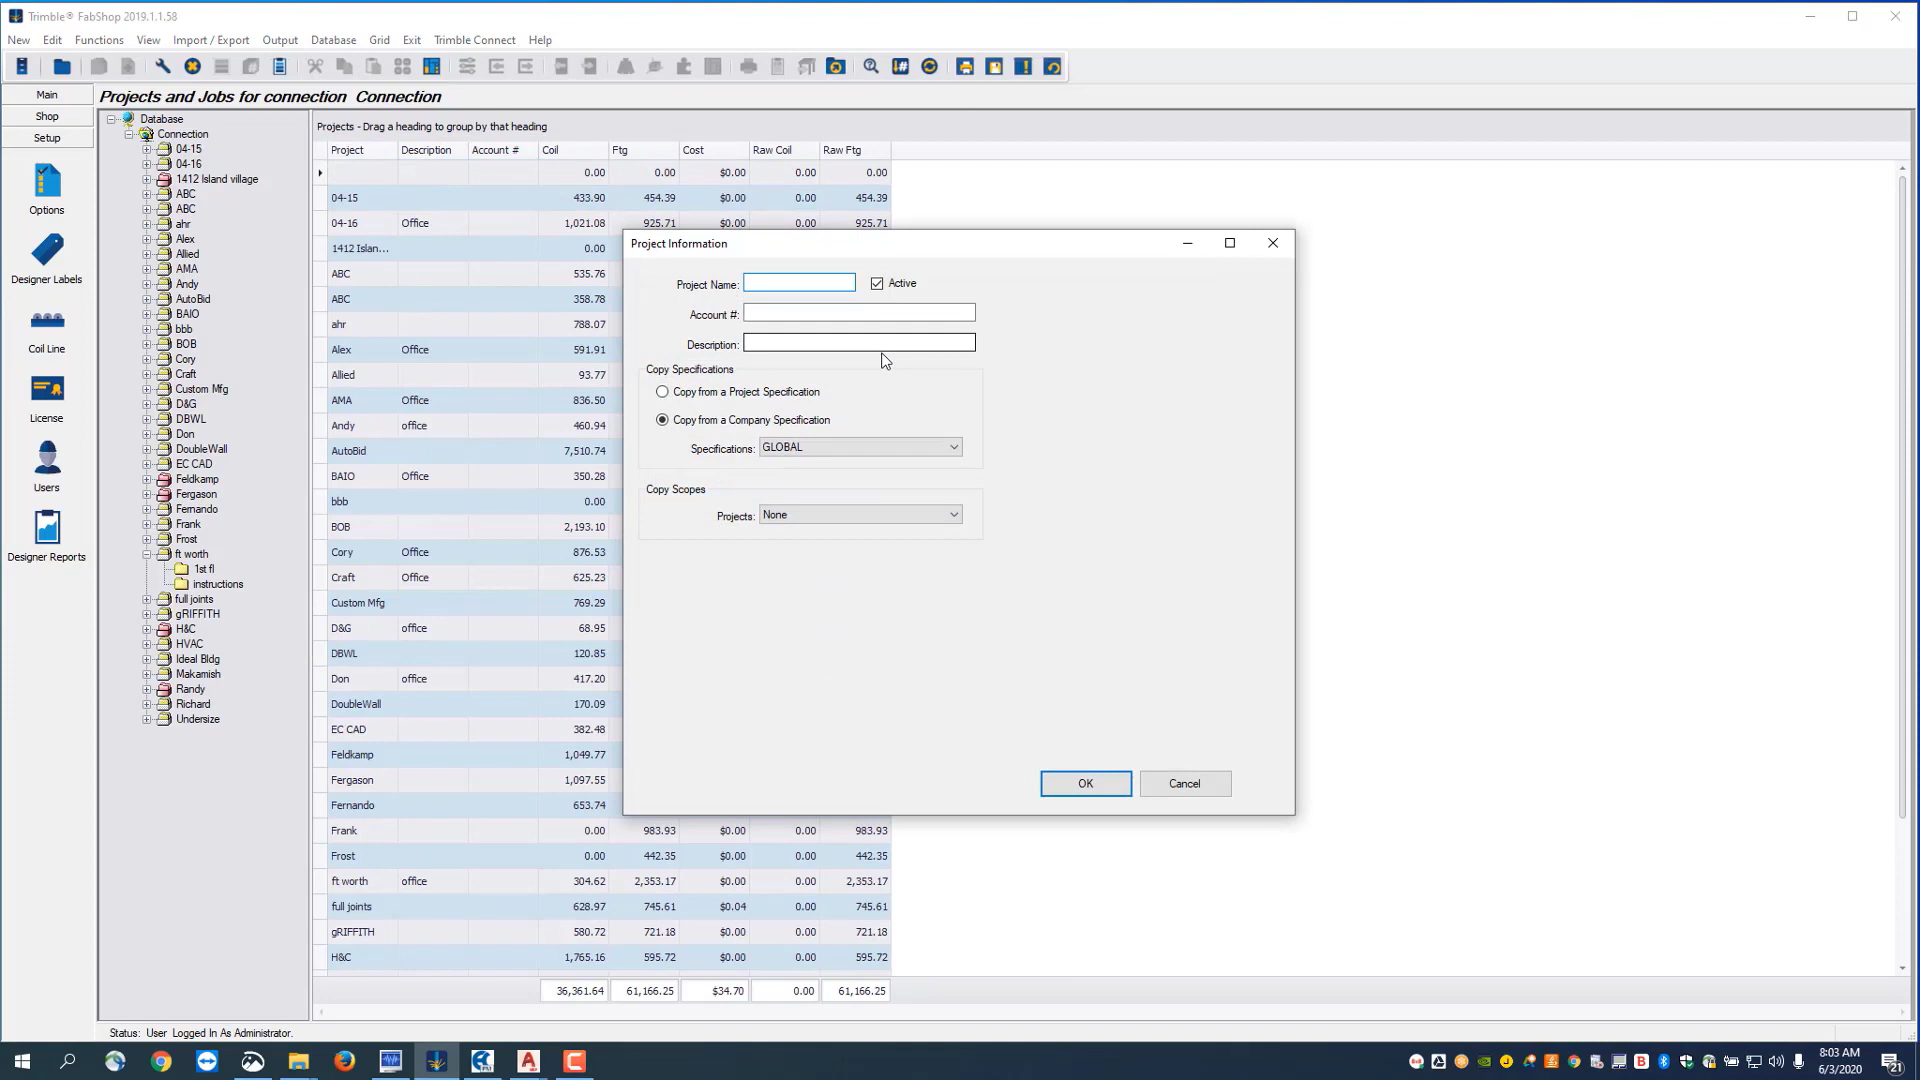 Trimble® FabShop 2019.1.1.58
New Edit Functions View Import / Export Output Database Grid Exit Trimble Connect Help
Main
Shop
Setup
Options
Designer Labels
Coil Line
License
Users
Designer Reports
Projects and Jobs for connection Connection
Database
Connection
04-15
04-16
1412 Island village
ABC
ABC
ahr
Alex
Allied
AMA
Andy
AutoBid
BAIO
bbb
BOB
Cory
Craft
Custom Mfg
D&G
DBWL
Don
DoubleWall
EC CAD
Feldkamp
Fergason
Fernando
Frank
Frost
ft worth
1st fl
instructions
full joints
gRIFFITH
H&C
HVAC
Ideal Bldg
Makamish
Randy
Richard
Undersize
Projects - Drag a heading to group by that heading
Project Description Account # Coil Ftg Cost Raw Coil Raw Ftg
0.00 0.00 $0.00 0.00 0.00
04-15 433.90 454.39 $0.00 0.00 454.39
04-16 Office 1,021.08 925.71 $0.00 0.00 925.71
1412 Islan... 0.00
ABC 535.76
ABC 358.78
ahr 788.07
Alex Office 591.91
Allied 93.77
AMA Office 836.50
Andy office 460.94
AutoBid 7,510.74
BAIO Office 350.28
bbb 0.00
BOB 2,193.10
Cory Office 876.53
Craft Office 625.23
Custom Mfg 769.29
D&G office 68.95
DBWL 120.85
Don office 417.20
DoubleWall 170.09
EC CAD 382.48
Feldkamp 1,049.77
Fergason 1,097.55
Fernando 653.74
Frank 0.00 983.93 $0.00 0.00 983.93
Frost 0.00 442.35 $0.00 0.00 442.35
ft worth office 304.62 2,353.17 $0.00 0.00 2,353.17
full joints 628.97 745.61 $0.04 0.00 745.61
gRIFFITH 580.72 721.18 $0.00 0.00 721.18
H&C 1,765.16 595.72 $0.00 0.00 595.72
36,361.64 61,166.25 $34.70 0.00 61,166.25
Project Information
Project Name: Active
Account #:
Description:
Copy Specifications
Copy from a Project Specification
Copy from a Company Specification
Specifications: GLOBAL
Copy Scopes
Projects: None
OK Cancel
Status: User Logged In As Administrator.
8:03 AM
6/3/2020
21